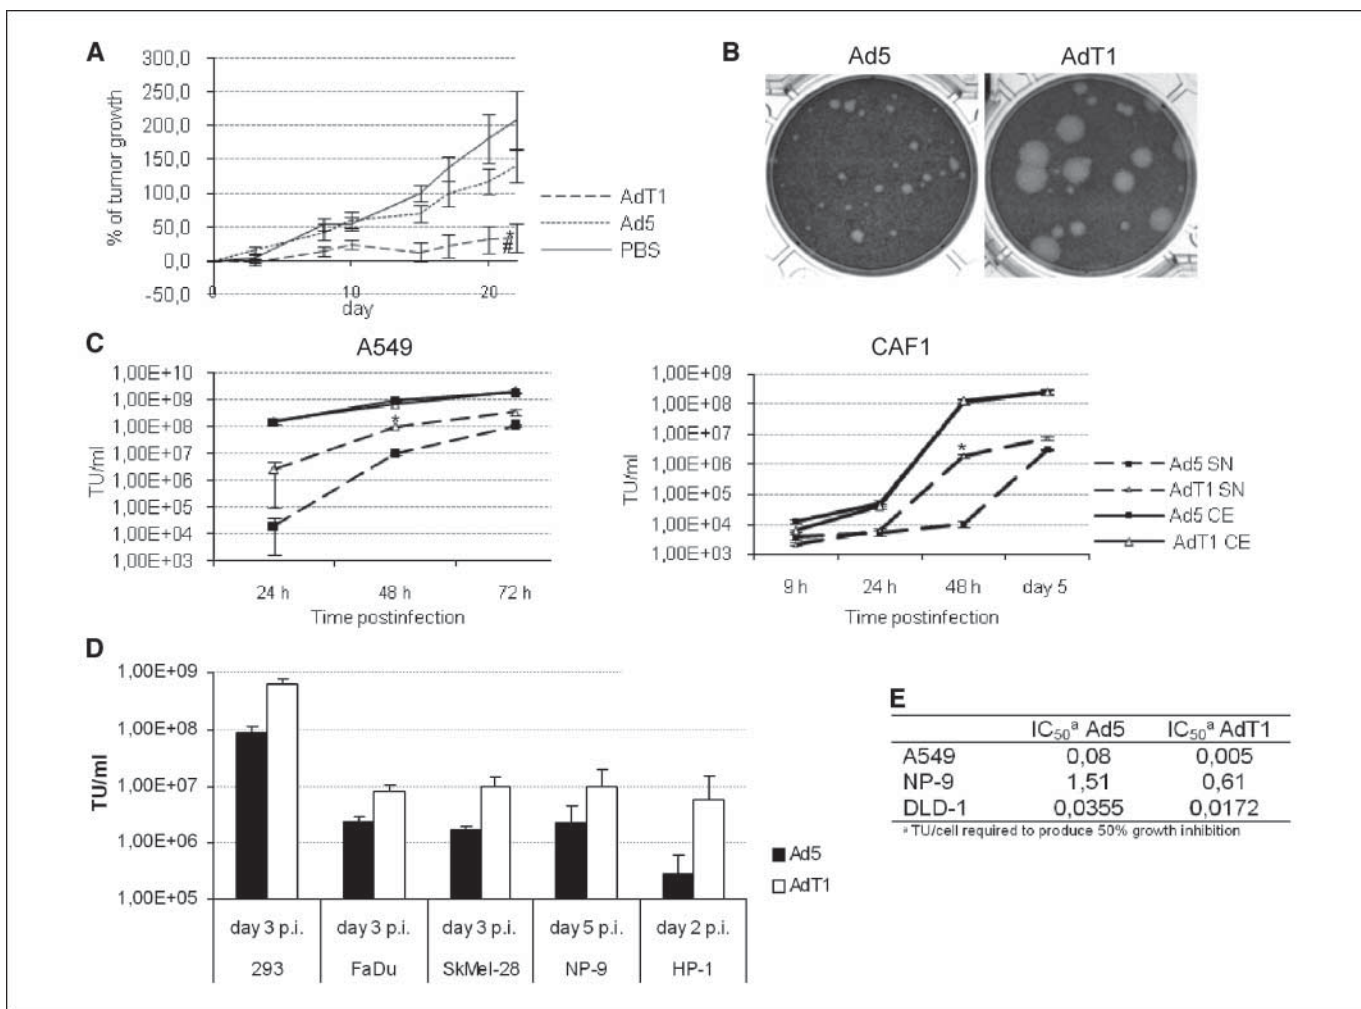 A
300,0
250,0
200,0
150,0
100,0
50,0
0,0
-50,0
% of tumor growth
0 10 20
day
*
#
AdT1
Ad5
PBS
B
Ad5 AdT1
C
A549
1,00E+10
1,00E+09
1,00E+08
1,00E+07
1,00E+06
1,00E+05
1,00E+04
1,00E+03
TU/ml
*
24 h 48 h 72 h
Time postinfection
CAF1
1,00E+09
1,00E+08
1,00E+07
1,00E+06
1,00E+05
1,00E+04
1,00E+03
TU/ml
*
9 h 24 h 48 h day 5
Time postinfection
Ad5 SN
AdT1 SN
Ad5 CE
AdT1 CE
D
1,00E+09
1,00E+08
1,00E+07
1,00E+06
1,00E+05
TU/ml
day 3 p.i. day 3 p.i. day 3 p.i. day 5 p.i. day 2 p.i.
293 FaDu SkMel-28 NP-9 HP-1
Ad5
AdT1
E
IC50ᵃ Ad5 IC50ᵃ AdT1
A549 0,08 0,005
NP-9 1,51 0,61
DLD-1 0,0355 0,0172
ᵃ TU/cell required to produce 50% growth inhibition